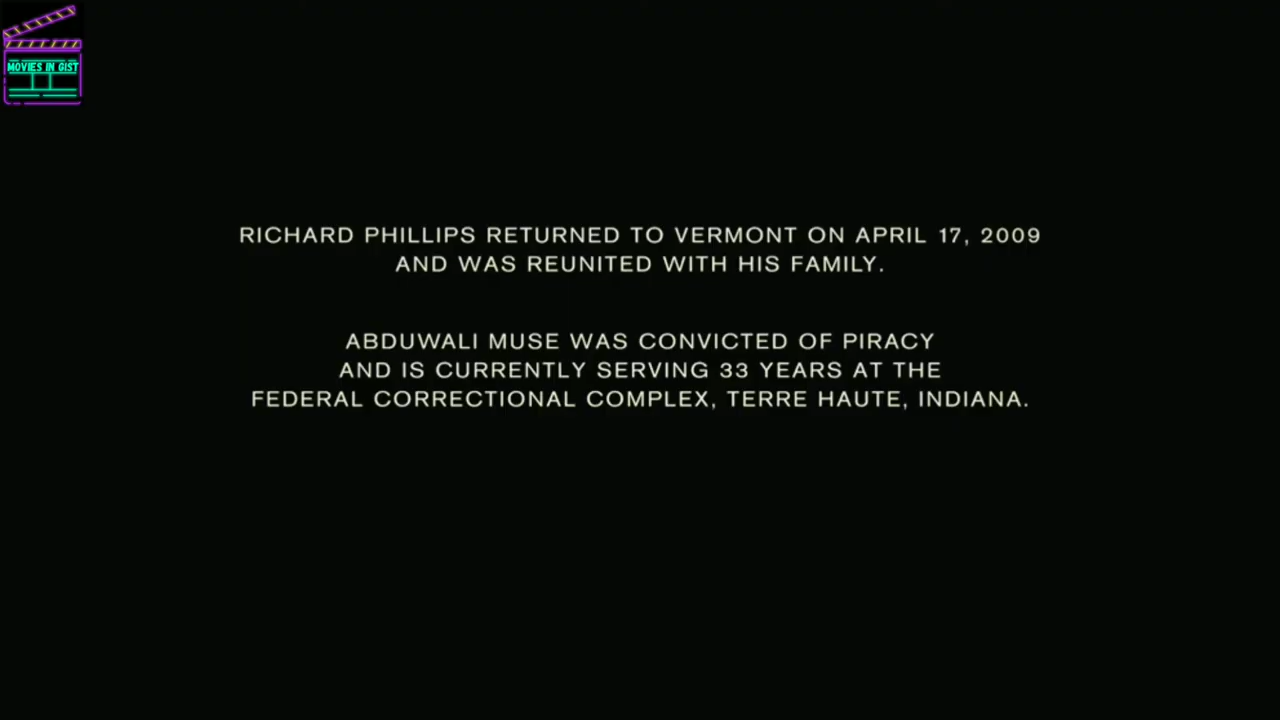 MOVIES IN GIST
RICHARD PHILLIPS RETURNED TO VERMONT ON APRIL 17, 2009
AND WAS REUNITED WITH HIS FAMILY.
ABDUWALI MUSE WAS CONVICTED OF PIRACY
AND IS CURRENTLY SERVING 33 YEARS AT THE
FEDERAL CORRECTIONAL COMPLEX, TERRE HAUTE, INDIANA.